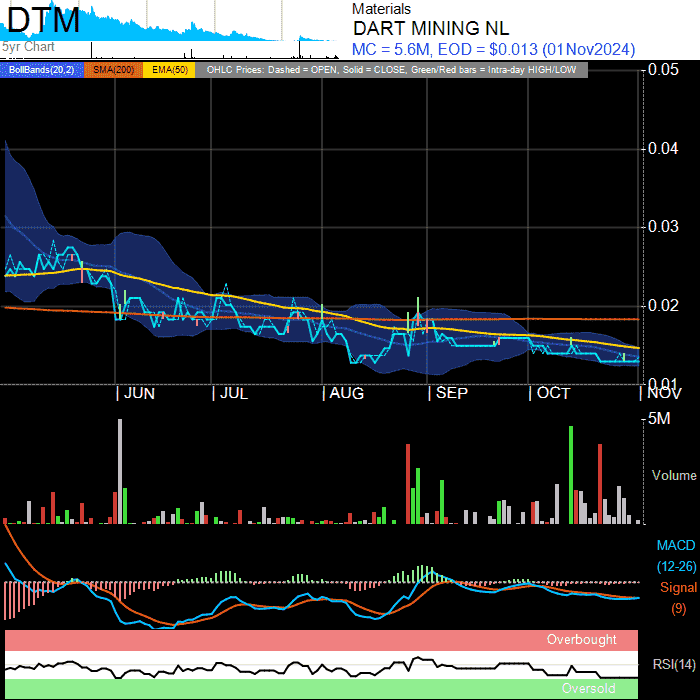 DTM
5yr Chart
Materials
DART MINING NL
MC = 5.6M, EOD = $0.013 (01Nov2024)
BollBands(20,2) SMA(200) EMA(50) OHLC Prices: Dashed = OPEN, Solid = CLOSE, Green/Red bars = Intra-day HIGH/LOW
0.05
0.04
0.03
0.02
0.01
JUN JUL AUG SEP OCT NOV
5M
Volume
MACD
(12-26)
Signal
(9)
Overbought
RSI(14)
Oversold